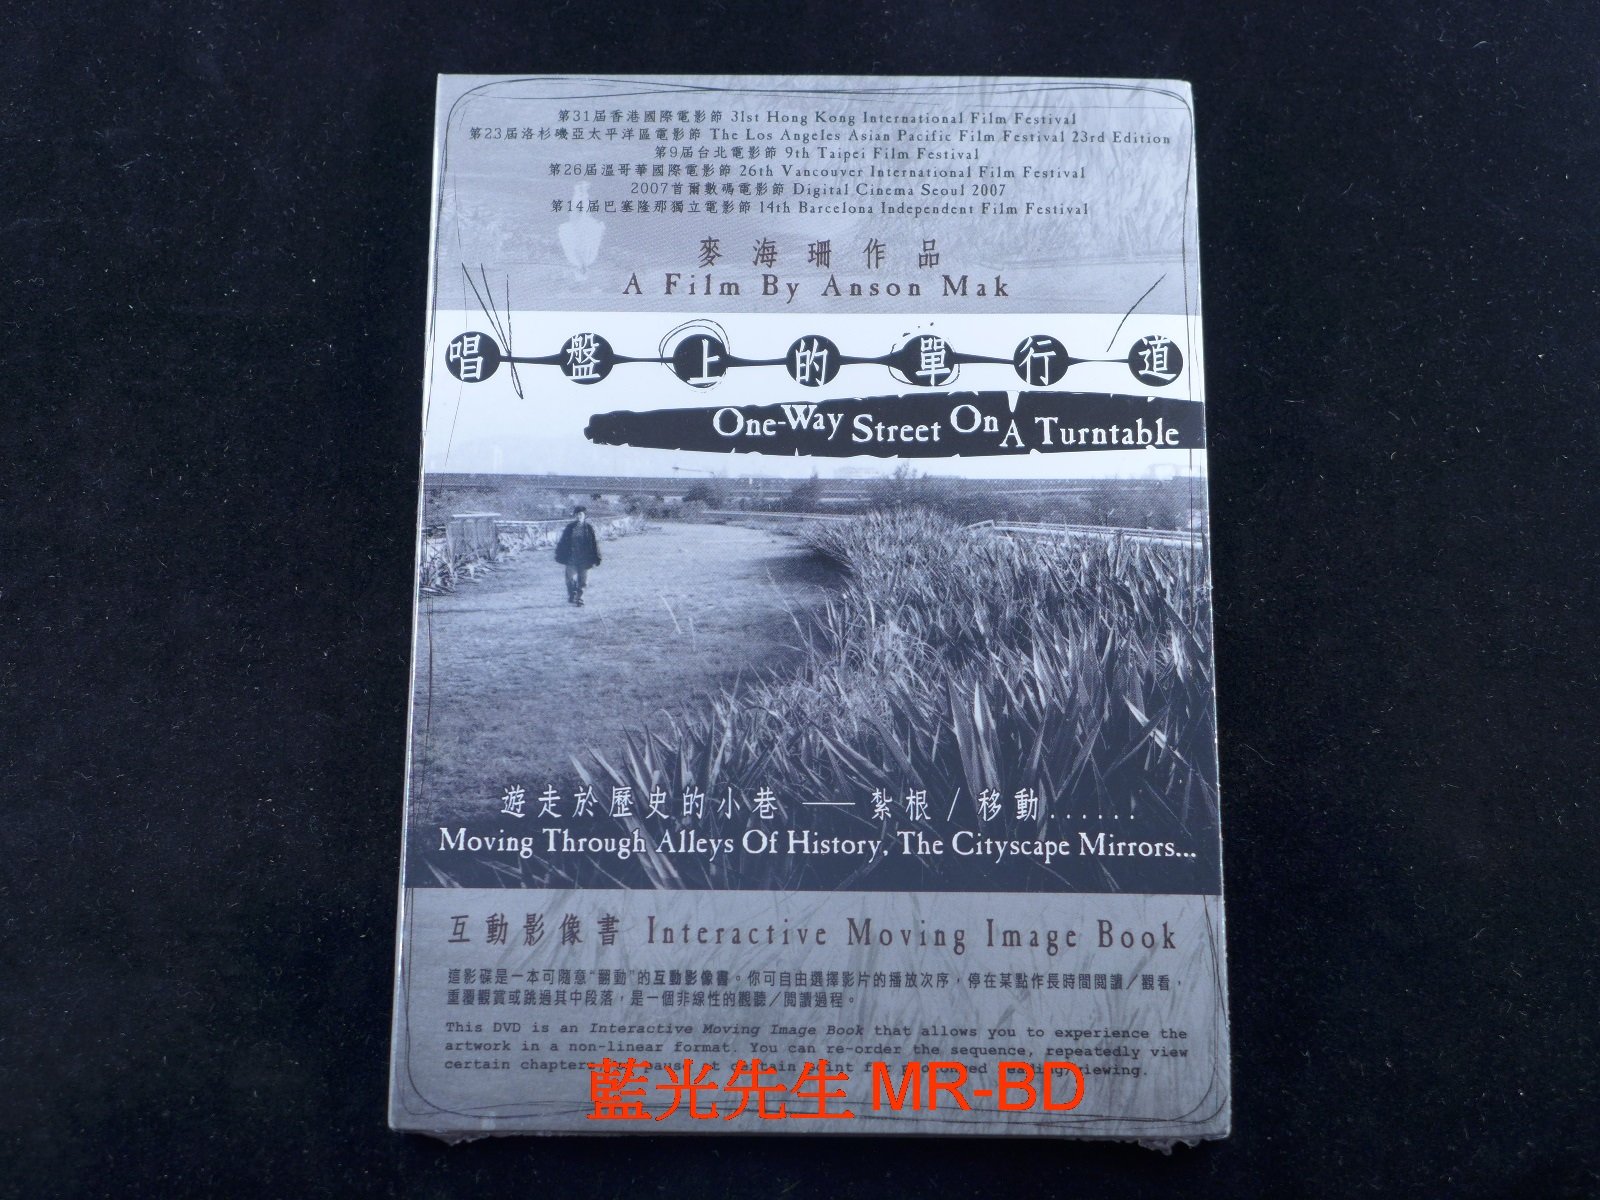 第31屆香港國際電影節 31st Hong Kong International Film Festival
第23屆洛杉磯亞太平洋區電影節 The Los Angeles Asian Pacific Film Festival 23rd Edition
第9屆台北電影節 9th Taipei Film Festival
第26屆溫哥華國際電影節 26th Vancouver International Film Festival
2007首爾數碼電影節 Digital Cinema Seoul 2007
第14屆巴塞隆那獨立電影節 14th Barcelona Independent Film Festival
麥海珊作品
A Film By Anson Mak
唱盤上的單行道
One-Way Street On A Turntable
遊走於歷史的小巷 —— 紮根/移動......
Moving Through Alleys Of History, The Cityscape Mirrors...
互動影像書 Interactive Moving Image Book
這影碟是一本可隨意“翻動”的互動影像書。你可自由選擇影片的播放次序，停在某點作長時間閱讀／觀看，
重覆觀賞或跳過其中段落，是一個非線性的觀聽／閱讀過程。
This DVD is an Interactive Moving Image Book that allows you to experience the
artwork in a non-linear format. You can re-order the sequence, repeatedly view
certain chapters pause at certain point for prolonged reading/viewing.
藍光先生 MR-BD